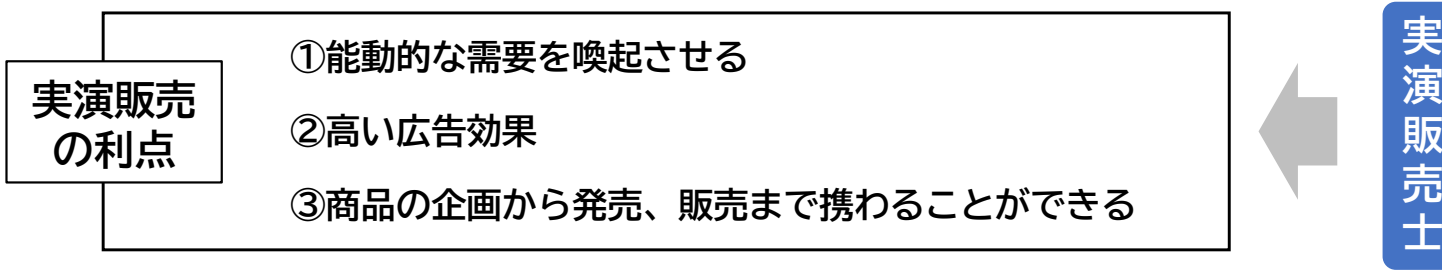 実演販売
の利点
①能動的な需要を喚起させる
②高い広告効果
③商品の企画から発売、販売まで携わることができる
実演販売士